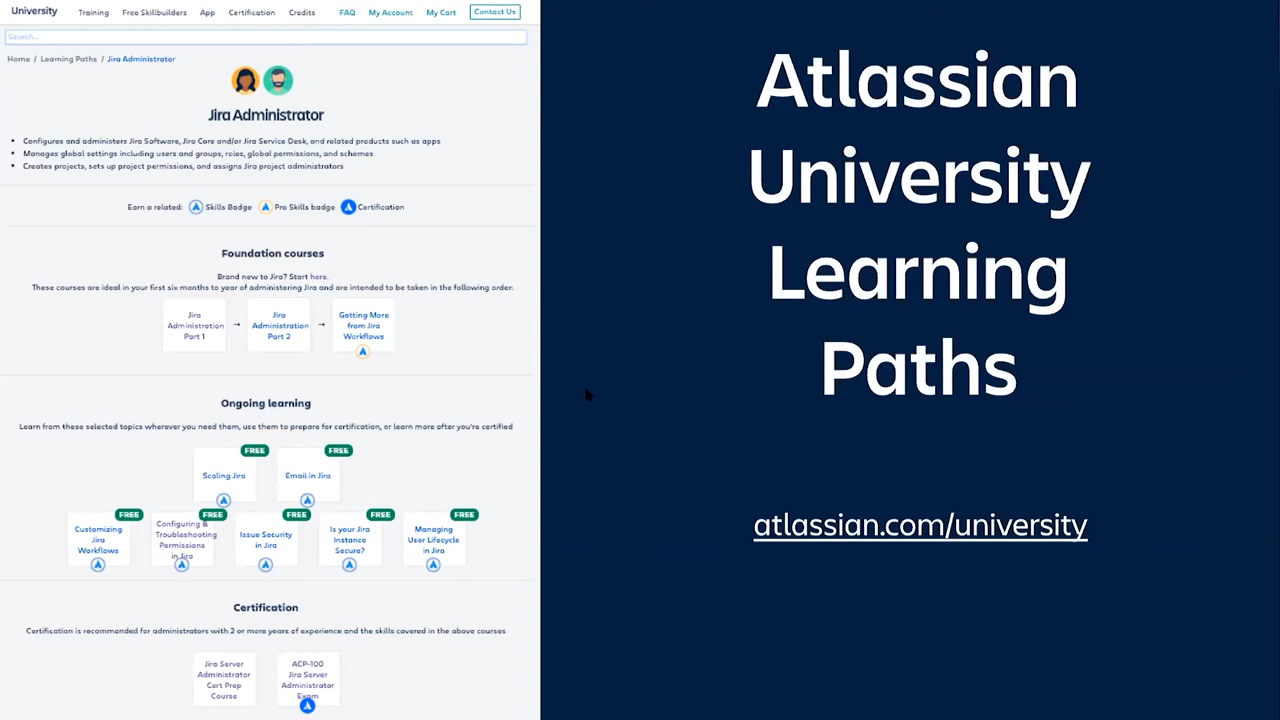 University
Training Free Skillbuilders App Certification Credits FAQ My Account My Cart Contact Us
Search...
Home / Learning Paths / Jira Administrator
Jira Administrator
• Configures and administers Jira Software, Jira Core and/or Jira Service Desk, and related products such as apps
• Manages global settings including users and groups, roles, global permissions, and schemes
• Creates projects, sets up project permissions, and assigns Jira project administrators
Earn a related: Skills Badge Pro Skills badge Certification
Foundation courses
Brand new to Jira? Start here.
These courses are ideal in your first six months to year of administering Jira and are intended to be taken in the following order:
Jira
Administration
Part 1
→
Jira
Administration
Part 2
→
Getting More
from Jira
Workflows
Ongoing learning
Learn from these selected topics wherever you need them, use them to prepare for certification, or learn more after you're certified
FREE
Scaling Jira
FREE
Email in Jira
FREE
Customizing
Jira
Workflows
FREE
Configuring &
Troubleshooting
Permissions
in Jira
FREE
Issue Security
in Jira
FREE
Is your Jira
Instance
Secure?
FREE
Managing
User Lifecycle
in Jira
Certification
Certification is recommended for administrators with 2 or more years of experience and the skills covered in the above courses
Jira Server
Administrator
Cert Prep
Course
ACP-100
Jira Server
Administrator
Exam
Atlassian
University
Learning
Paths
atlassian.com/university